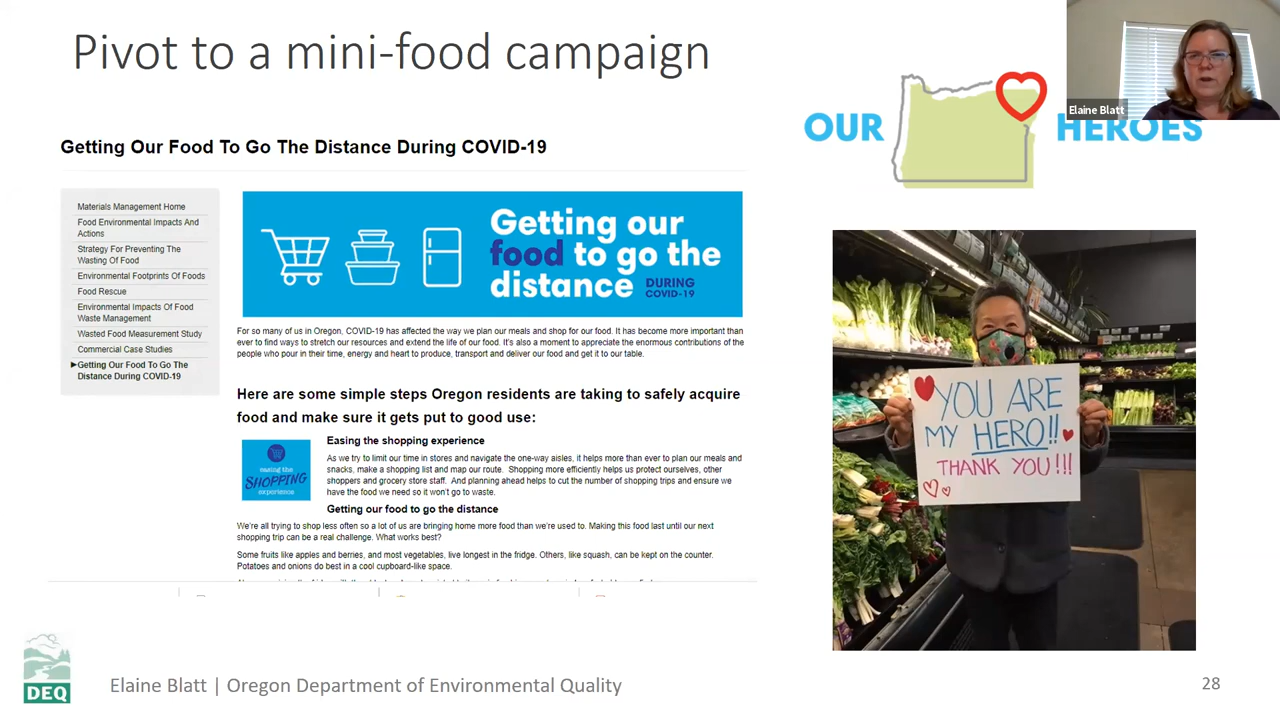 Pivot to a mini-food campaign
Elaine Blatt
OUR HEROES
Getting Our Food To Go The Distance During COVID-19
Materials Management Home
Food Environmental Impacts And
Actions
Strategy For Preventing The
Wasting Of Food
Environmental Footprints Of Foods
Food Rescue
Environmental Impacts Of Food
Waste Management
Wasted Food Measurement Study
Commercial Case Studies
▶Getting Our Food To Go The
Distance During COVID-19
Getting our
food to go the
distance DURING
COVID-19
For so many of us in Oregon, COVID-19 has affected the way we plan our meals and shop for our food. It has become more important than
ever to find ways to stretch our resources and extend the life of our food. It's also a moment to appreciate the enormous contributions of the
people who pour in their time, energy and heart to produce, transport and deliver our food and get it to our table.
Here are some simple steps Oregon residents are taking to safely acquire
food and make sure it gets put to good use:
easing the
SHOPPING
experience
Easing the shopping experience
As we try to limit our time in stores and navigate the one-way aisles, it helps more than ever to plan our meals and
snacks, make a shopping list and map our route. Shopping more efficiently helps us protect ourselves, other
shoppers and grocery store staff. And planning ahead helps to cut the number of shopping trips and ensure we
have the food we need so it won't go to waste.
Getting our food to go the distance
We're all trying to shop less often so a lot of us are bringing home more food than we're used to. Making this food last until our next
shopping trip can be a real challenge. What works best?
Some fruits like apples and berries, and most vegetables, live longest in the fridge. Others, like squash, can be kept on the counter.
Potatoes and onions do best in a cool cupboard-like space.
YOU ARE
MY HERO!!
THANK YOU!!!
DEQ
Elaine Blatt | Oregon Department of Environmental Quality
28